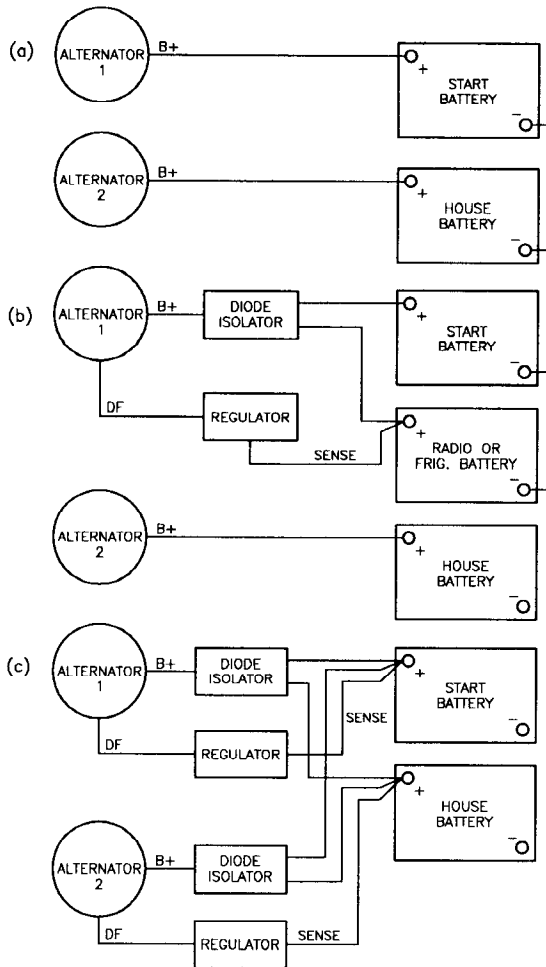 (a)
ALTERNATOR
1
B+
+
START
BATTERY
-
ALTERNATOR
2
B+
+
HOUSE
BATTERY
-
(b)
ALTERNATOR
1
B+
DIODE
ISOLATOR
+
START
BATTERY
-
DF
REGULATOR
SENSE
+
RADIO OR
FRIG. BATTERY
-
ALTERNATOR
2
B+
+
HOUSE
BATTERY
-
(c)
ALTERNATOR
1
B+
DIODE
ISOLATOR
+
START
BATTERY
-
SENSE
DF
REGULATOR
+
HOUSE
BATTERY
-
ALTERNATOR
2
B+
DIODE
ISOLATOR
DF
REGULATOR
SENSE